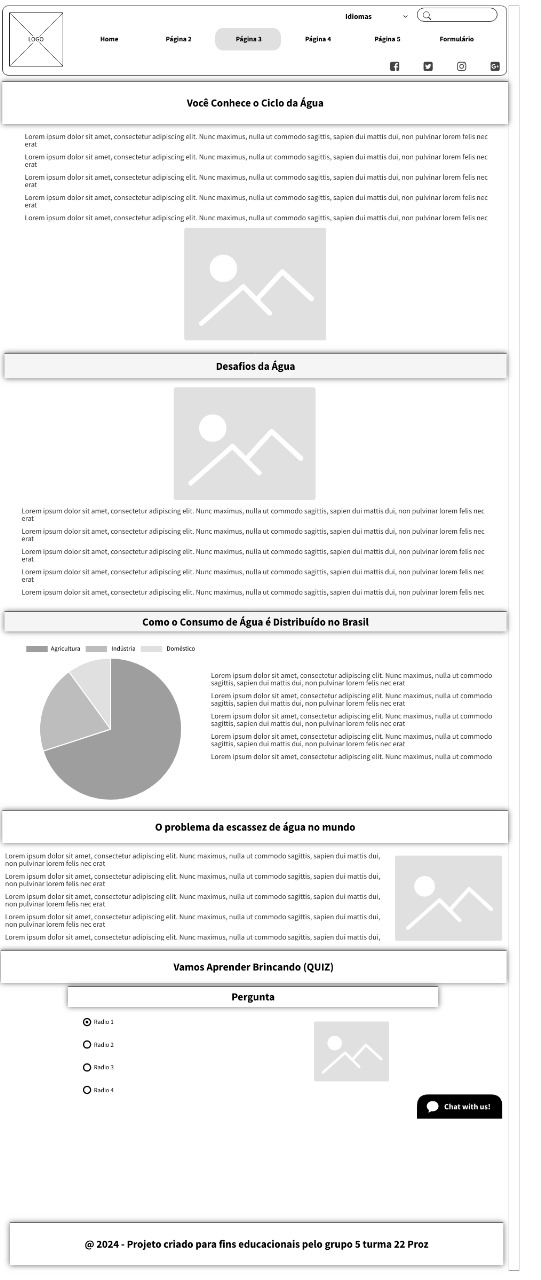 Idiomas
LOGO
Home Página 2 Página 3 Página 4 Página 5 Formulário
Você Conhece o Ciclo da Água
Lorem ipsum dolor sit amet, consectetur adipiscing elit. Nunc maximus, nulla ut commodo sagittis, sapien dui mattis dui, non pulvinar lorem felis nec
erat
Lorem ipsum dolor sit amet, consectetur adipiscing elit. Nunc maximus, nulla ut commodo sagittis, sapien dui mattis dui, non pulvinar lorem felis nec
erat
Lorem ipsum dolor sit amet, consectetur adipiscing elit. Nunc maximus, nulla ut commodo sagittis, sapien dui mattis dui, non pulvinar lorem felis nec
erat
Lorem ipsum dolor sit amet, consectetur adipiscing elit. Nunc maximus, nulla ut commodo sagittis, sapien dui mattis dui, non pulvinar lorem felis nec
erat
Lorem ipsum dolor sit amet, consectetur adipiscing elit. Nunc maximus, nulla ut commodo sagittis, sapien dui mattis dui, non pulvinar lorem felis nec
Desafios da Água
Lorem ipsum dolor sit amet, consectetur adipiscing elit. Nunc maximus, nulla ut commodo sagittis, sapien dui mattis dui, non pulvinar lorem felis nec
erat
Lorem ipsum dolor sit amet, consectetur adipiscing elit. Nunc maximus, nulla ut commodo sagittis, sapien dui mattis dui, non pulvinar lorem felis nec
erat
Lorem ipsum dolor sit amet, consectetur adipiscing elit. Nunc maximus, nulla ut commodo sagittis, sapien dui mattis dui, non pulvinar lorem felis nec
erat
Lorem ipsum dolor sit amet, consectetur adipiscing elit. Nunc maximus, nulla ut commodo sagittis, sapien dui mattis dui, non pulvinar lorem felis nec
erat
Lorem ipsum dolor sit amet, consectetur adipiscing elit. Nunc maximus, nulla ut commodo sagittis, sapien dui mattis dui, non pulvinar lorem felis nec
Como o Consumo de Água é Distribuído no Brasil
Agricultura Indústria Doméstico
Lorem ipsum dolor sit amet, consectetur adipiscing elit. Nunc maximus, nulla ut commodo
sagittis, sapien dui mattis dui, non pulvinar lorem felis nec erat
Lorem ipsum dolor sit amet, consectetur adipiscing elit. Nunc maximus, nulla ut commodo
sagittis, sapien dui mattis dui, non pulvinar lorem felis nec erat
Lorem ipsum dolor sit amet, consectetur adipiscing elit. Nunc maximus, nulla ut commodo
sagittis, sapien dui mattis dui, non pulvinar lorem felis nec erat
Lorem ipsum dolor sit amet, consectetur adipiscing elit. Nunc maximus, nulla ut commodo
sagittis, sapien dui mattis dui, non pulvinar lorem felis nec erat
Lorem ipsum dolor sit amet, consectetur adipiscing elit. Nunc maximus, nulla ut commodo
O problema da escassez de água no mundo
Lorem ipsum dolor sit amet, consectetur adipiscing elit. Nunc maximus, nulla ut commodo sagittis, sapien dui mattis dui,
non pulvinar lorem felis nec erat
Lorem ipsum dolor sit amet, consectetur adipiscing elit. Nunc maximus, nulla ut commodo sagittis, sapien dui mattis dui,
non pulvinar lorem felis nec erat
Lorem ipsum dolor sit amet, consectetur adipiscing elit. Nunc maximus, nulla ut commodo sagittis, sapien dui mattis dui,
non pulvinar lorem felis nec erat
Lorem ipsum dolor sit amet, consectetur adipiscing elit. Nunc maximus, nulla ut commodo sagittis, sapien dui mattis dui,
non pulvinar lorem felis nec erat
Lorem ipsum dolor sit amet, consectetur adipiscing elit. Nunc maximus, nulla ut commodo sagittis, sapien dui mattis dui,
Vamos Aprender Brincando (QUIZ)
Pergunta
Radio 1
Radio 2
Radio 3
Radio 4
Chat with us!
@ 2024 - Projeto criado para fins educacionais pelo grupo 5 turma 22 Proz